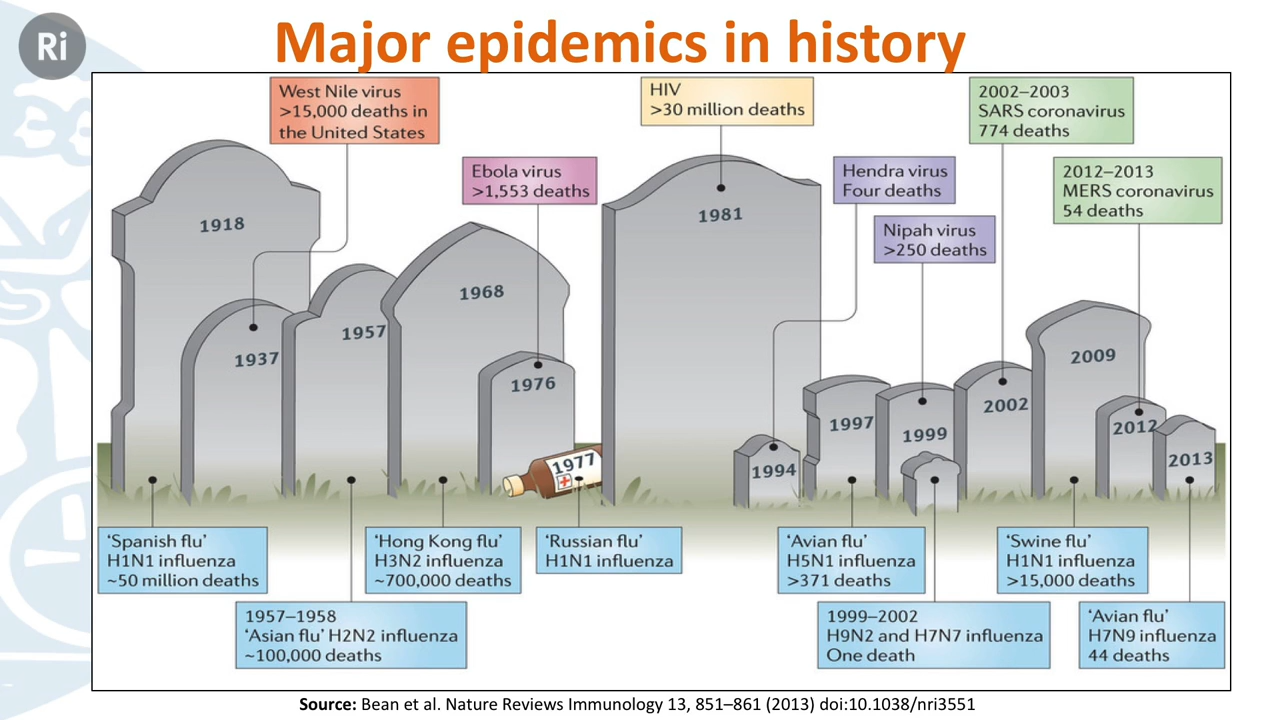 Ri
Major epidemics in history
West Nile virus
>15,000 deaths in
the United States
HIV
>30 million deaths
2002–2003
SARS coronavirus
774 deaths
Ebola virus
>1,553 deaths
Hendra virus
Four deaths
2012–2013
MERS coronavirus
54 deaths
Nipah virus
>250 deaths
1918
1937
1957
1968
1976
1977
1981
1994
1997
1999
2002
2009
2012
2013
‘Spanish flu’
H1N1 influenza
~50 million deaths
‘Hong Kong flu’
H3N2 influenza
~700,000 deaths
‘Russian flu’
H1N1 influenza
‘Avian flu’
H5N1 influenza
>371 deaths
‘Swine flu’
H1N1 influenza
>15,000 deaths
1957–1958
‘Asian flu’ H2N2 influenza
~100,000 deaths
1999–2002
H9N2 and H7N7 influenza
One death
‘Avian flu’
H7N9 influenza
44 deaths
Source: Bean et al. Nature Reviews Immunology 13, 851–861 (2013) doi:10.1038/nri3551